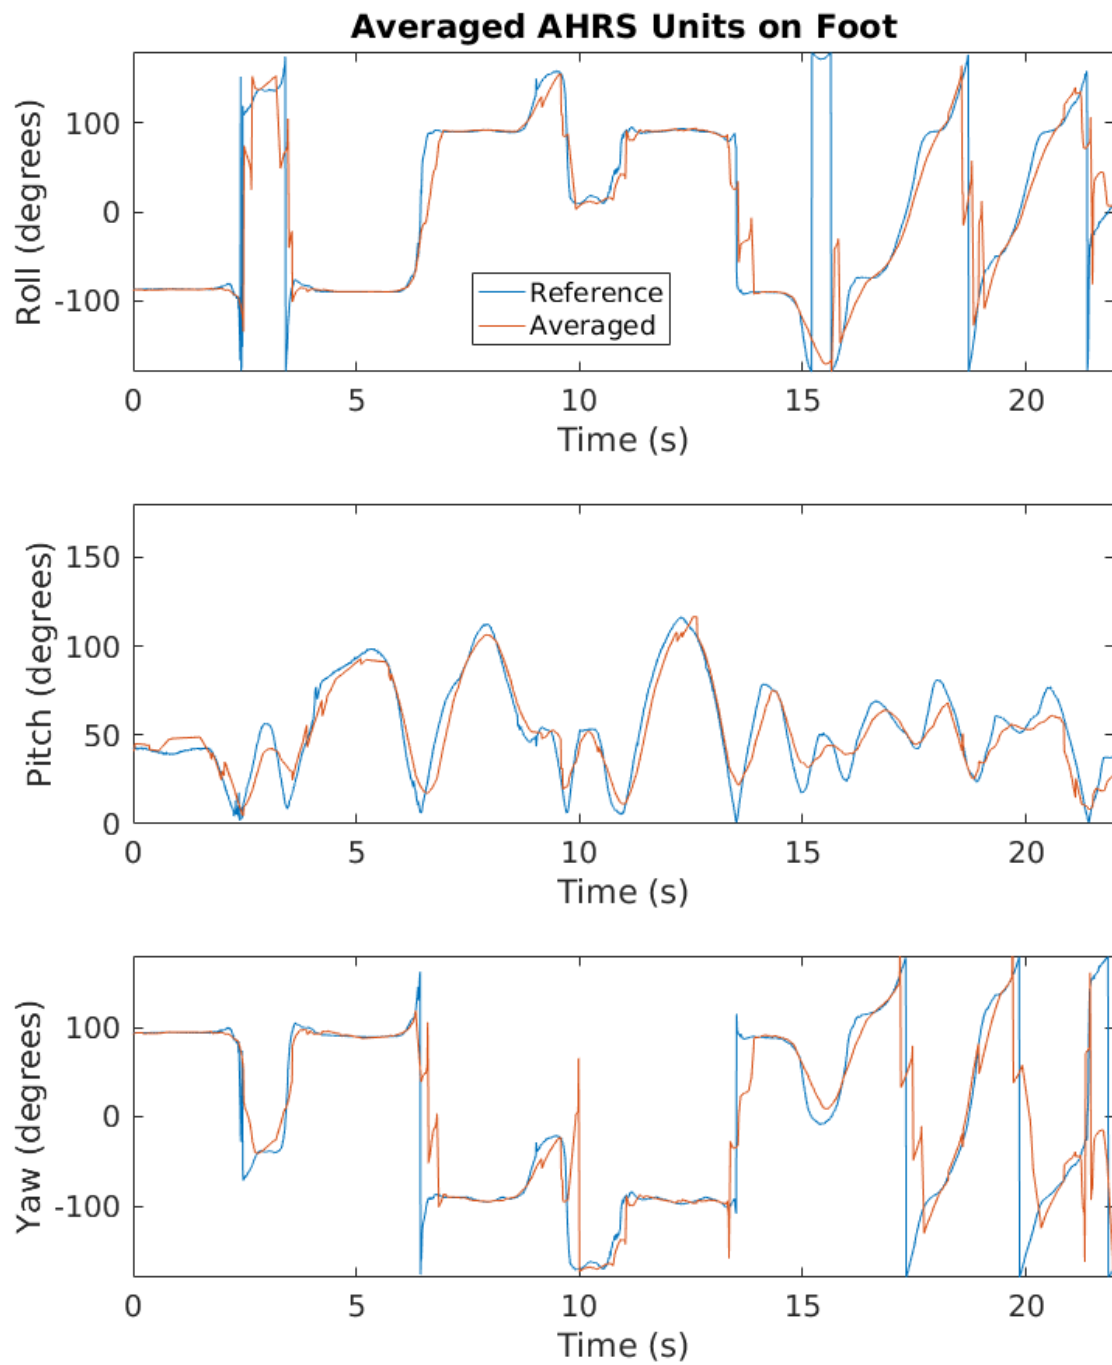 Averaged AHRS Units on Foot
Roll (degrees)
100
0
-100
Reference
Averaged
0 5 10 15 20
Time (s)
Pitch (degrees)
150
100
50
0
0 5 10 15 20
Time (s)
Yaw (degrees)
100
0
-100
0 5 10 15 20
Time (s)